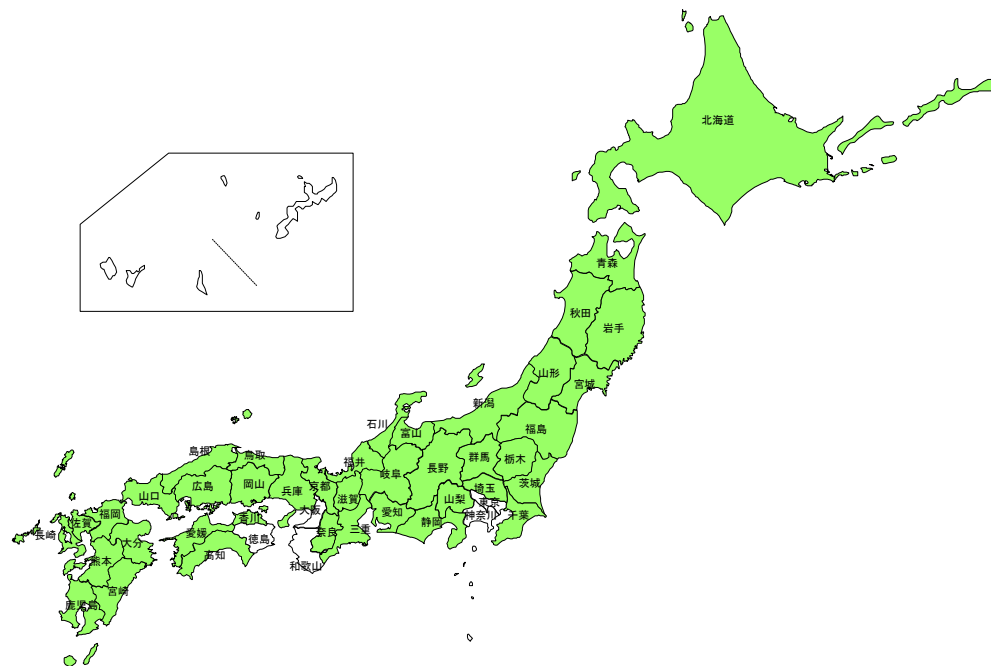 北海道
青森
秋田
岩手
山形
宮城
新潟
石川
富山
福島
群馬
栃木
福井
長野
岐阜
茨城
埼玉
東京
山梨
神奈川
千葉
島根
鳥取
京都
滋賀
愛知
静岡
岡山
広島
兵庫
山口
大阪
奈良
三重
和歌山
香川
徳島
愛媛
高知
福岡
佐賀
長崎
大分
熊本
宮崎
鹿児島